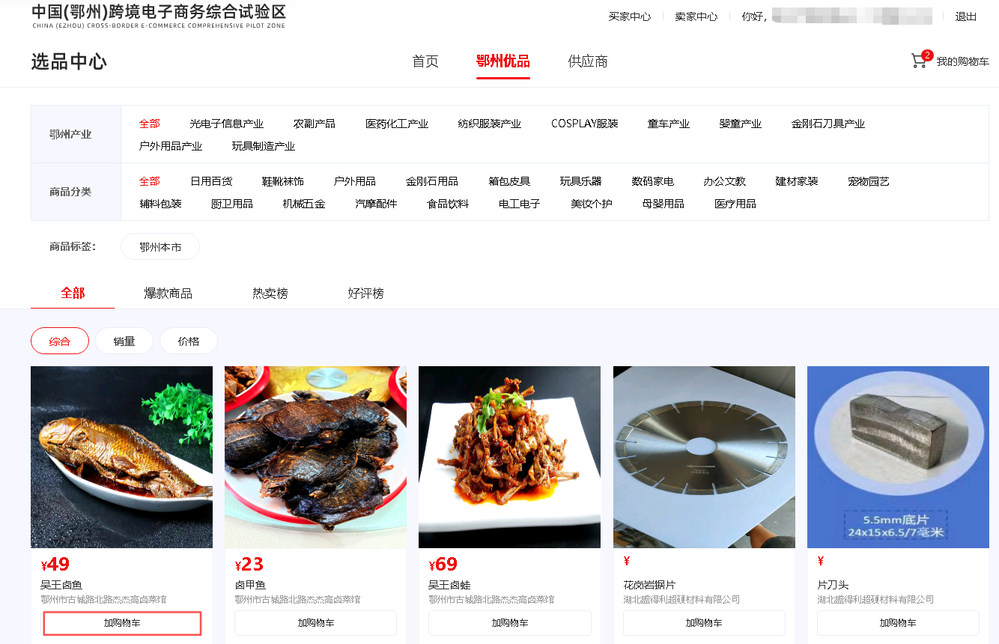 中国(鄂州)跨境电子商务综合试验区
CHINA (EZHOU) CROSS-BORDER E-COMMERCE COMPREHENSIVE PILOT ZONE
买家中心 卖家中心 你好, 退出
选品中心 首页 鄂州优品 供应商 2 我的购物车
鄂州产业 全部 光电子信息产业 农副产品 医药化工产业 纺织服装产业 COSPLAY服装 童车产业 婴童产业 金刚石刀具产业
户外用品产业 玩具制造产业
商品分类 全部 日用百货 鞋靴袜饰 户外用品 金刚石用品 箱包皮具 玩具乐器 数码家电 办公文教 建材家装 宠物园艺
辅料包装 厨卫用品 机械五金 汽摩配件 食品饮料 电工电子 美妆个护 母婴用品 医疗用品
商品标签: 鄂州本市
全部 爆款商品 热卖榜 好评榜
综合 销量 价格
5.5mm底片
24x15x6.5/7毫米
¥49 ¥23 ¥69 ¥ ¥
吴王卤鱼 卤甲鱼 吴王卤蛙 花岗岩锯片 片刀头
鄂州市古城路北路杰杰高卤菜馆 鄂州市古城路北路杰杰高卤菜馆 鄂州市古城路北路杰杰高卤菜馆 湖北盛得利超硬材料有限公司 湖北盛得利超硬材料有限公司
加购物车 加购物车 加购物车 加购物车 加购物车